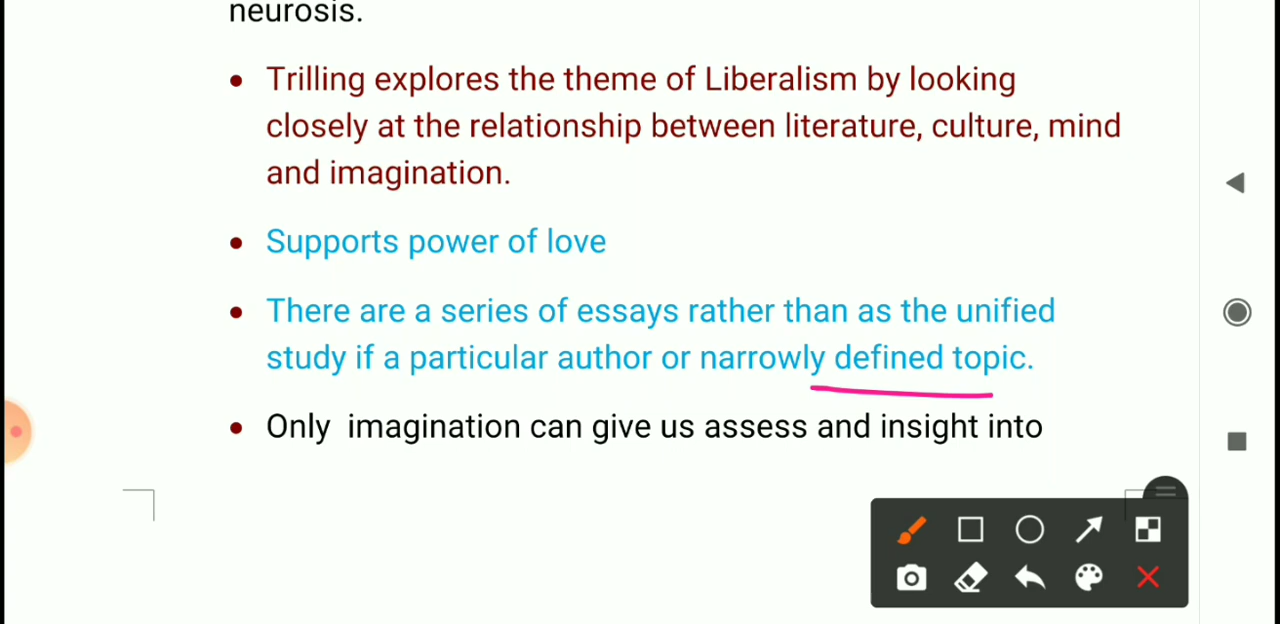 neurosis.
Trilling explores the theme of Liberalism by looking
closely at the relationship between literature, culture, mind
and imagination.
Supports power of love
There are a series of essays rather than as the unified
study if a particular author or narrowly defined topic.
Only  imagination can give us assess and insight into